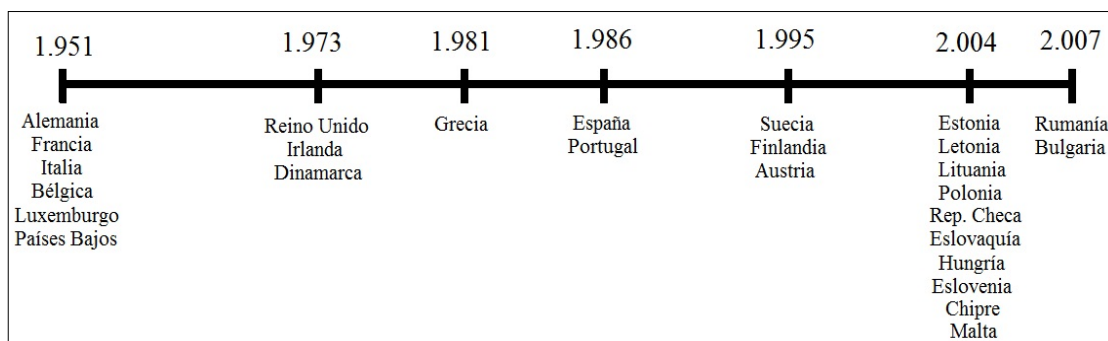 1.951
Alemania
Francia
Italia
Bélgica
Luxemburgo
Países Bajos
1.973
Reino Unido
Irlanda
Dinamarca
1.981
Grecia
1.986
España
Portugal
1.995
Suecia
Finlandia
Austria
2.004
Estonia
Letonia
Lituania
Polonia
Rep. Checa
Eslovaquía
Hungría
Eslovenia
Chipre
Malta
2.007
Rumanía
Bulgaria